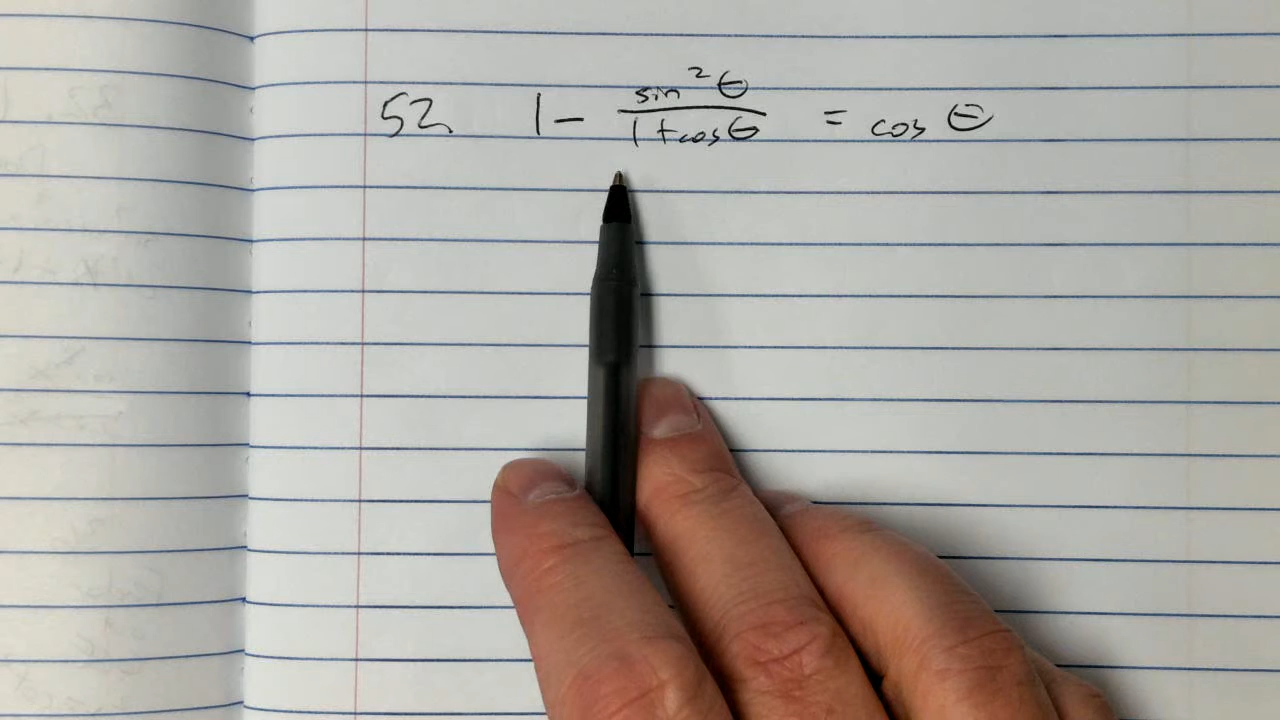 52. 1 - sin²θ / 1+cosθ = cos θ